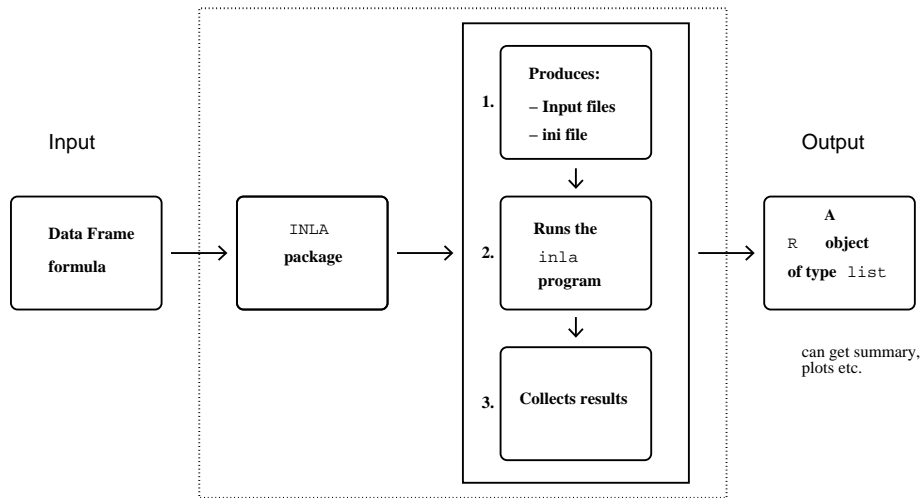 Input
Data Frame
formula
INLA
package
1.
Produces:
– Input files
– ini file
2.
Runs the
inla
program
3.
Collects results
Output
A
R object
of type list
can get summary,
plots etc.